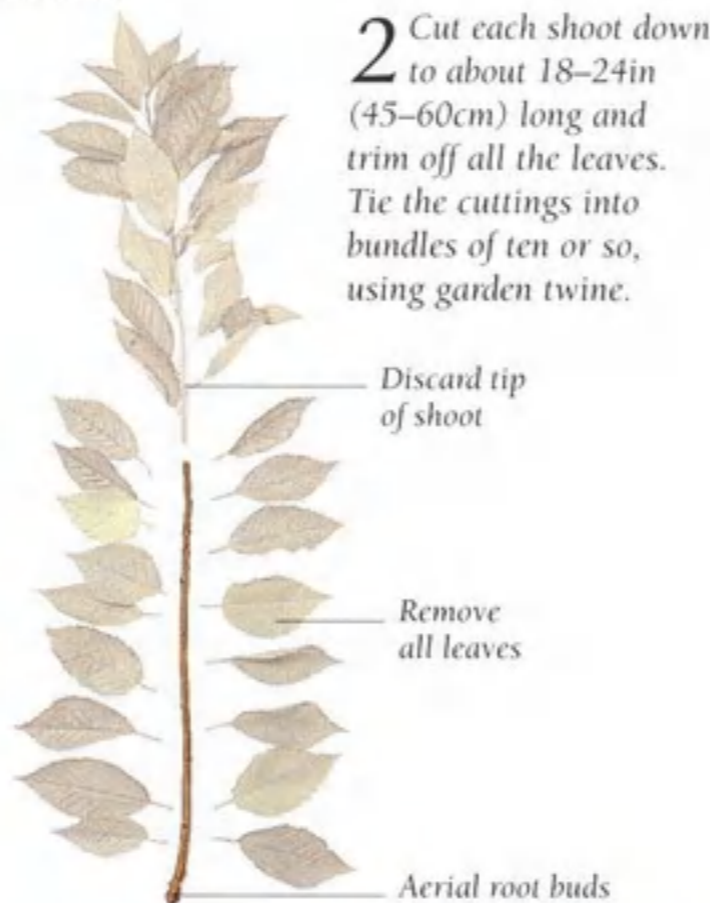 2 Cut each shoot down
to about 18–24in
(45–60cm) long and
trim off all the leaves.
Tie the cuttings into
bundles of ten or so,
using garden twine.
Discard tip
of shoot
Remove
all leaves
Aerial root buds